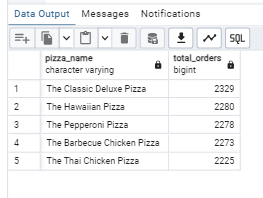 Data Output Messages Notifications
SQL
pizza_name total_orders
character varying bigint
1 The Classic Deluxe Pizza 2329
2 The Hawaiian Pizza 2280
3 The Pepperoni Pizza 2278
4 The Barbecue Chicken Pizza 2273
5 The Thai Chicken Pizza 2225